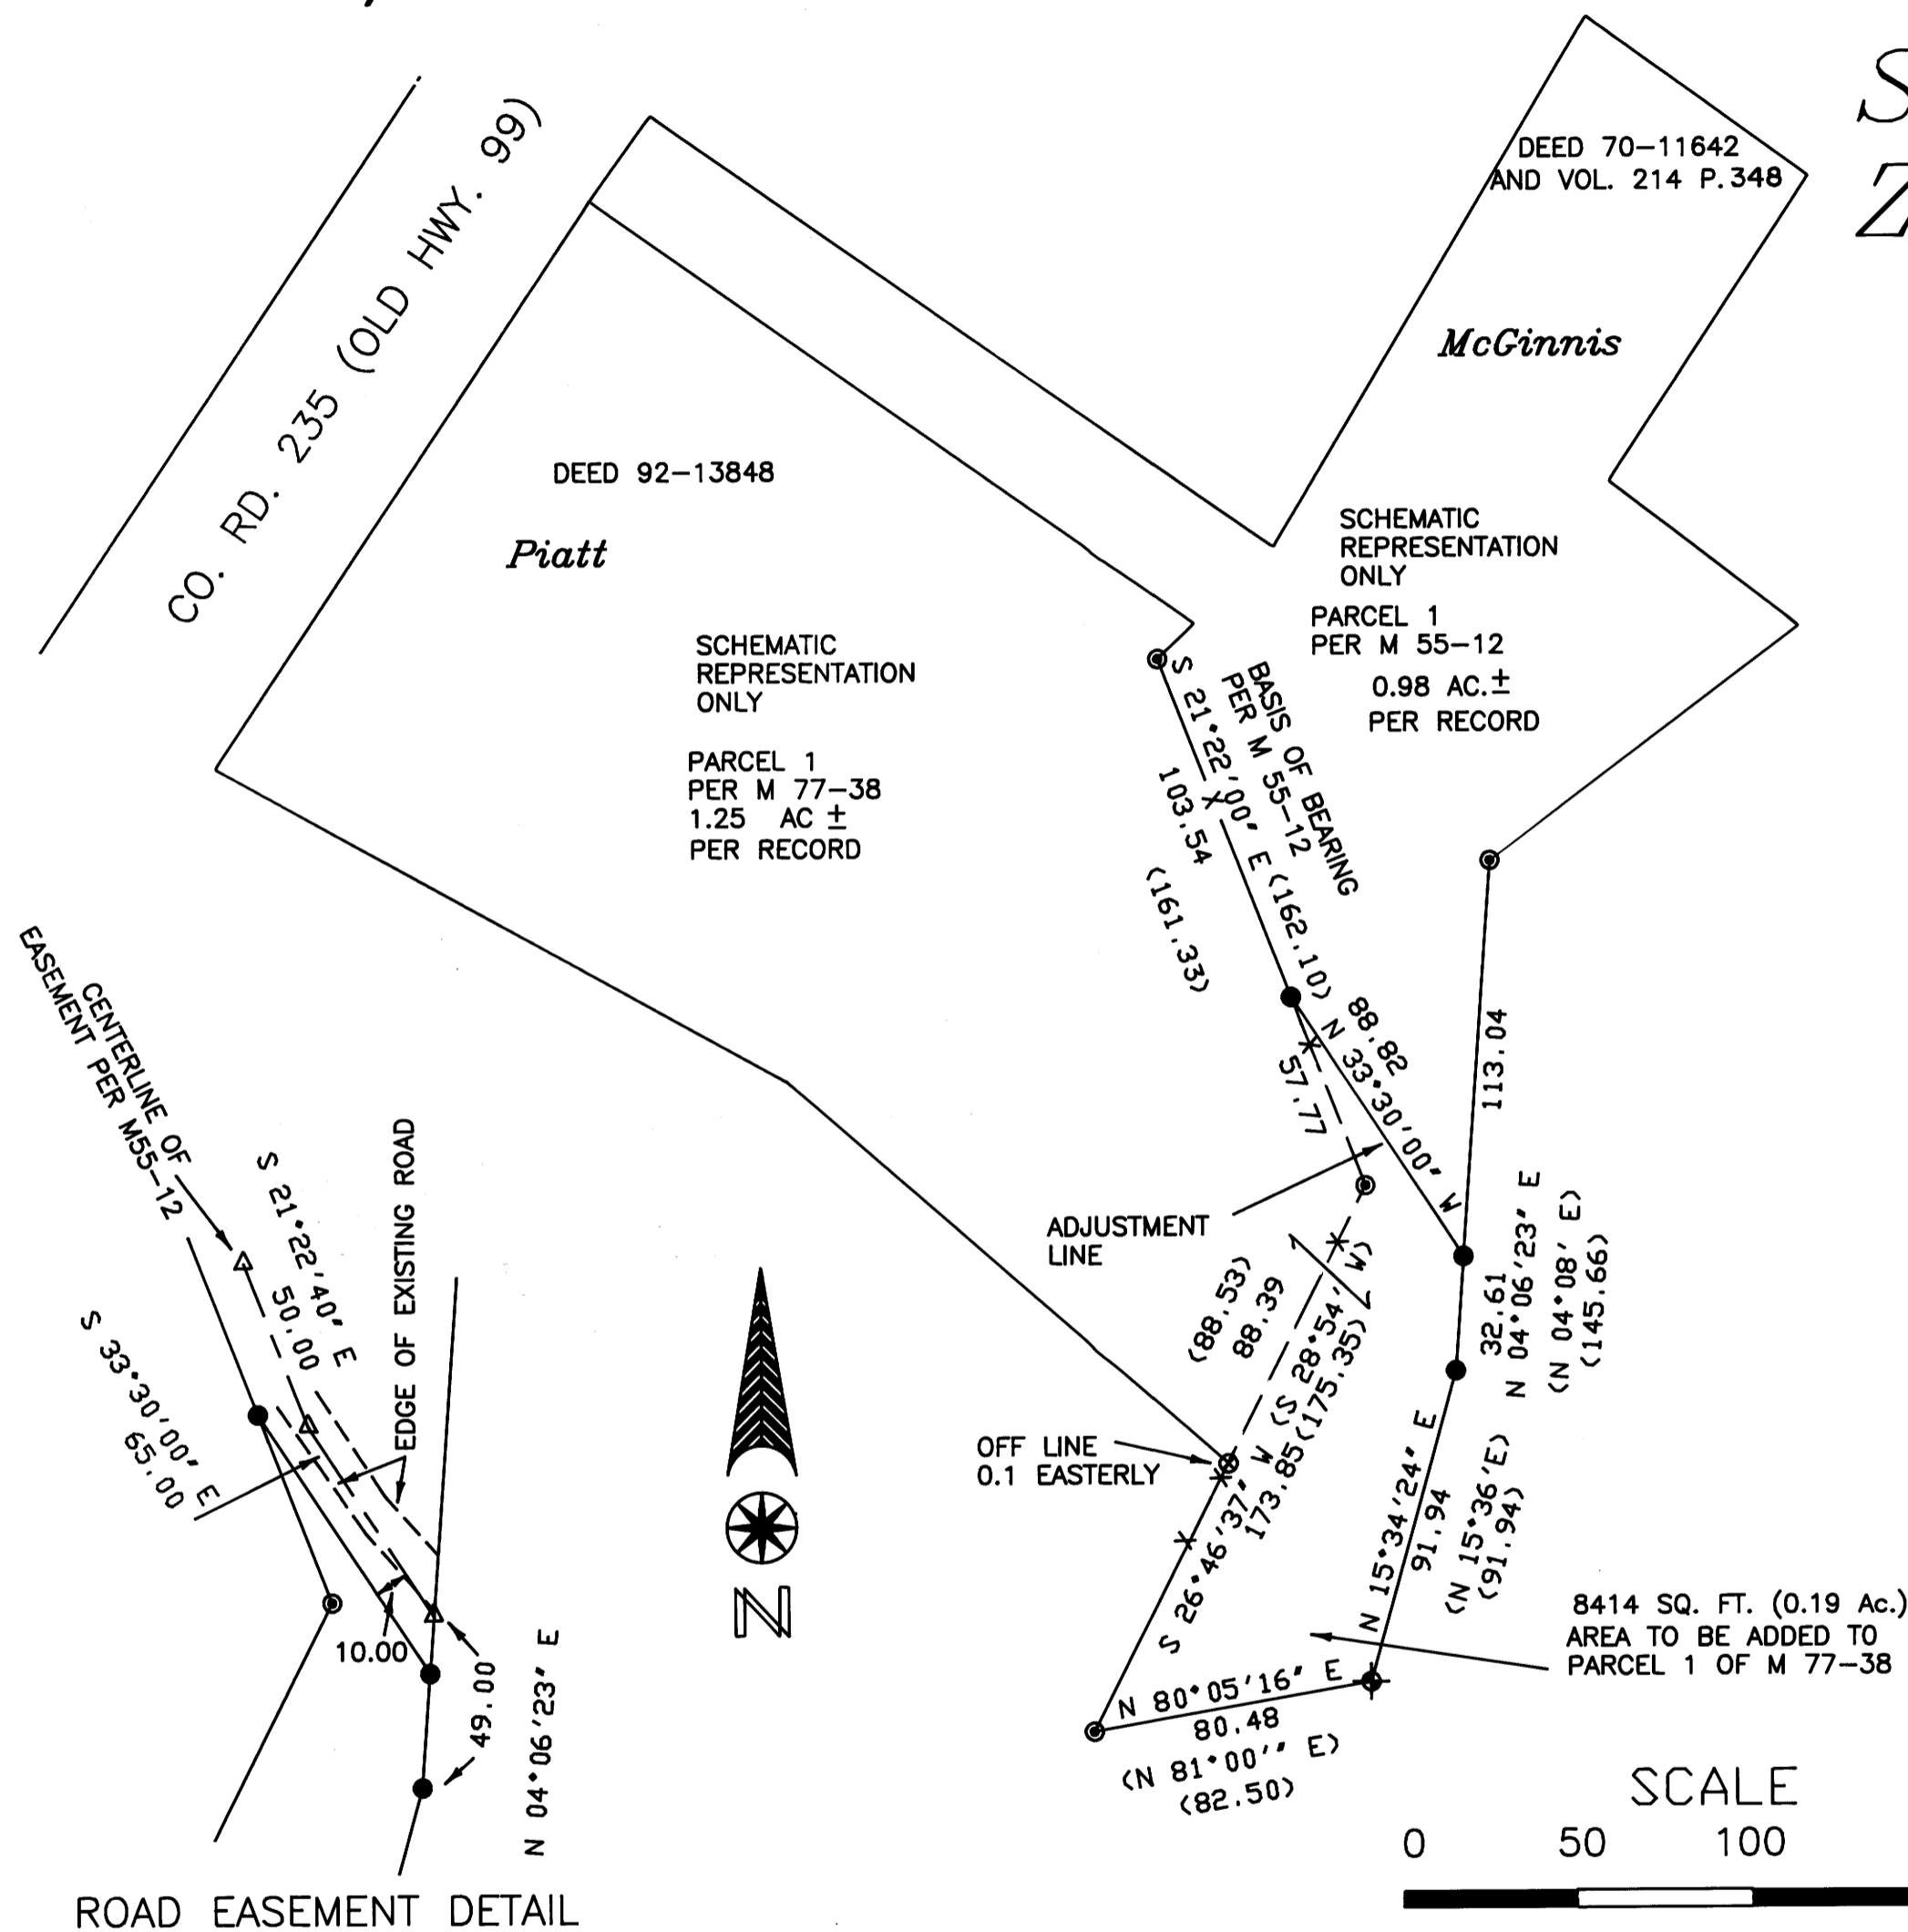 S
Z
DEED 70-11642
AND VOL. 214 P.348
McGinnis
CO. RD. 235 (OLD HWY. 99)
DEED 92-13848
Piatt
SCHEMATIC
REPRESENTATION
ONLY
PARCEL 1
PER M 55-12
0.98 AC.±
PER RECORD
SCHEMATIC
REPRESENTATION
ONLY
PARCEL 1
PER M 77-38
1.25 AC ±
PER RECORD
BASIS OF BEARING
PER M 55-12
S 21°22'00" E (162.10)
103.54
(161.33)
88.82
N 33°30'00" W
57.77
113.04
ADJUSTMENT
LINE
32.61
N 04°06'23" E
(N 04°08' E)
(145.66)
(88.53)
88.39
S 26°46'37" W (S 28°54' W)
173.85(175.35)
OFF LINE
0.1 EASTERLY
N 15°34'24" E
91.94
(N 15°36'E)
(91.94)
8414 SQ. FT. (0.19 Ac.)
AREA TO BE ADDED TO
PARCEL 1 OF M 77-38
N 80°05'16" E
80.48
(N 81°00'" E)
(82.50)
CENTERLINE OF
EASEMENT PER M55-12
S 21°22'40" E
50.00
EDGE OF EXISTING ROAD
S 33°30'00" E
65.00
10.00
49.00
N 04°06'23" E
N
SCALE
0 50 100
ROAD EASEMENT DETAIL